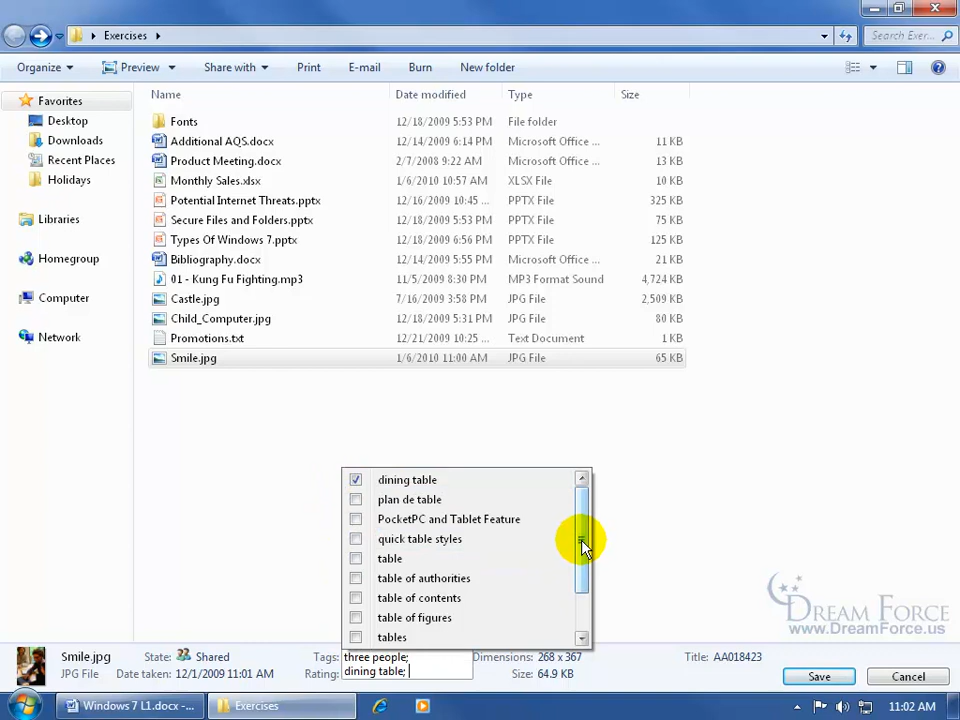 Exercises
Search Exer...
Organize Preview Share with Print E-mail Burn New folder
Name Date modified Type Size
Favorites
Desktop
Downloads
Recent Places
Holidays
Libraries
Homegroup
Computer
Network
Fonts 12/18/2009 5:53 PM File folder
Additional AQS.docx 12/14/2009 6:14 PM Microsoft Office ... 11 KB
Product Meeting.docx 2/7/2008 9:22 AM Microsoft Office ... 13 KB
Monthly Sales.xlsx 1/6/2010 10:57 AM XLSX File 10 KB
Potential Internet Threats.pptx 12/16/2009 10:45 ... PPTX File 325 KB
Secure Files and Folders.pptx 12/18/2009 5:53 PM PPTX File 75 KB
Types Of Windows 7.pptx 12/18/2009 6:56 PM PPTX File 125 KB
Bibliography.docx 12/14/2009 5:55 PM Microsoft Office ... 21 KB
01 - Kung Fu Fighting.mp3 11/5/2009 8:30 PM MP3 Format Sound 4,724 KB
Castle.jpg 7/16/2009 3:58 PM JPG File 2,509 KB
Child_Computer.jpg 12/18/2009 5:31 PM JPG File 80 KB
Promotions.txt 12/21/2009 10:25 ... Text Document 1 KB
Smile.jpg 1/6/2010 11:00 AM JPG File 65 KB
dining table
plan de table
PocketPC and Tablet Feature
quick table styles
table
table of authorities
table of contents
table of figures
tables
DREAM FORCE
www.DreamForce.us
Smile.jpg State: Shared Tags: three people; Dimensions: 268 x 367 Title: AA018423
JPG File Date taken: 12/1/2009 11:01 AM Rating: dining table; Size: 64.9 KB
Save Cancel
Windows 7 L1.docx -... Exercises 11:02 AM